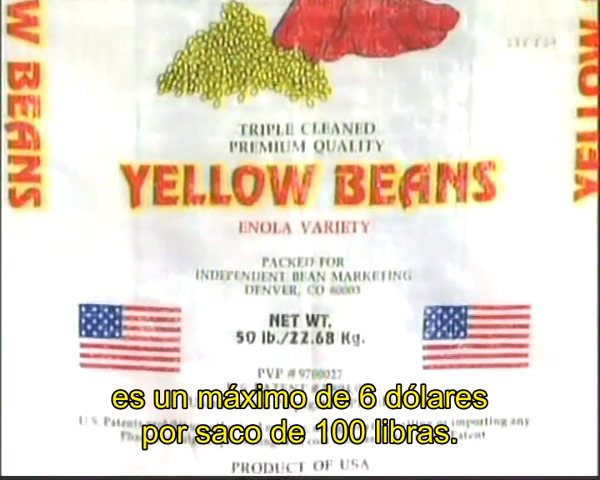 W BEANS
TRIPLE CLEANED
PREMIUM QUALITY
YELLOW BEANS
ENOLA VARIETY
PACKED FOR
INDEPENDENT BEAN MARKETING
DENVER, CO
NET WT.
50 lb./22.68 Kg.
PVP # 9700027
es un máximo de 6 dólares
por saco de 100 libras.
PRODUCT OF USA
YELLOW